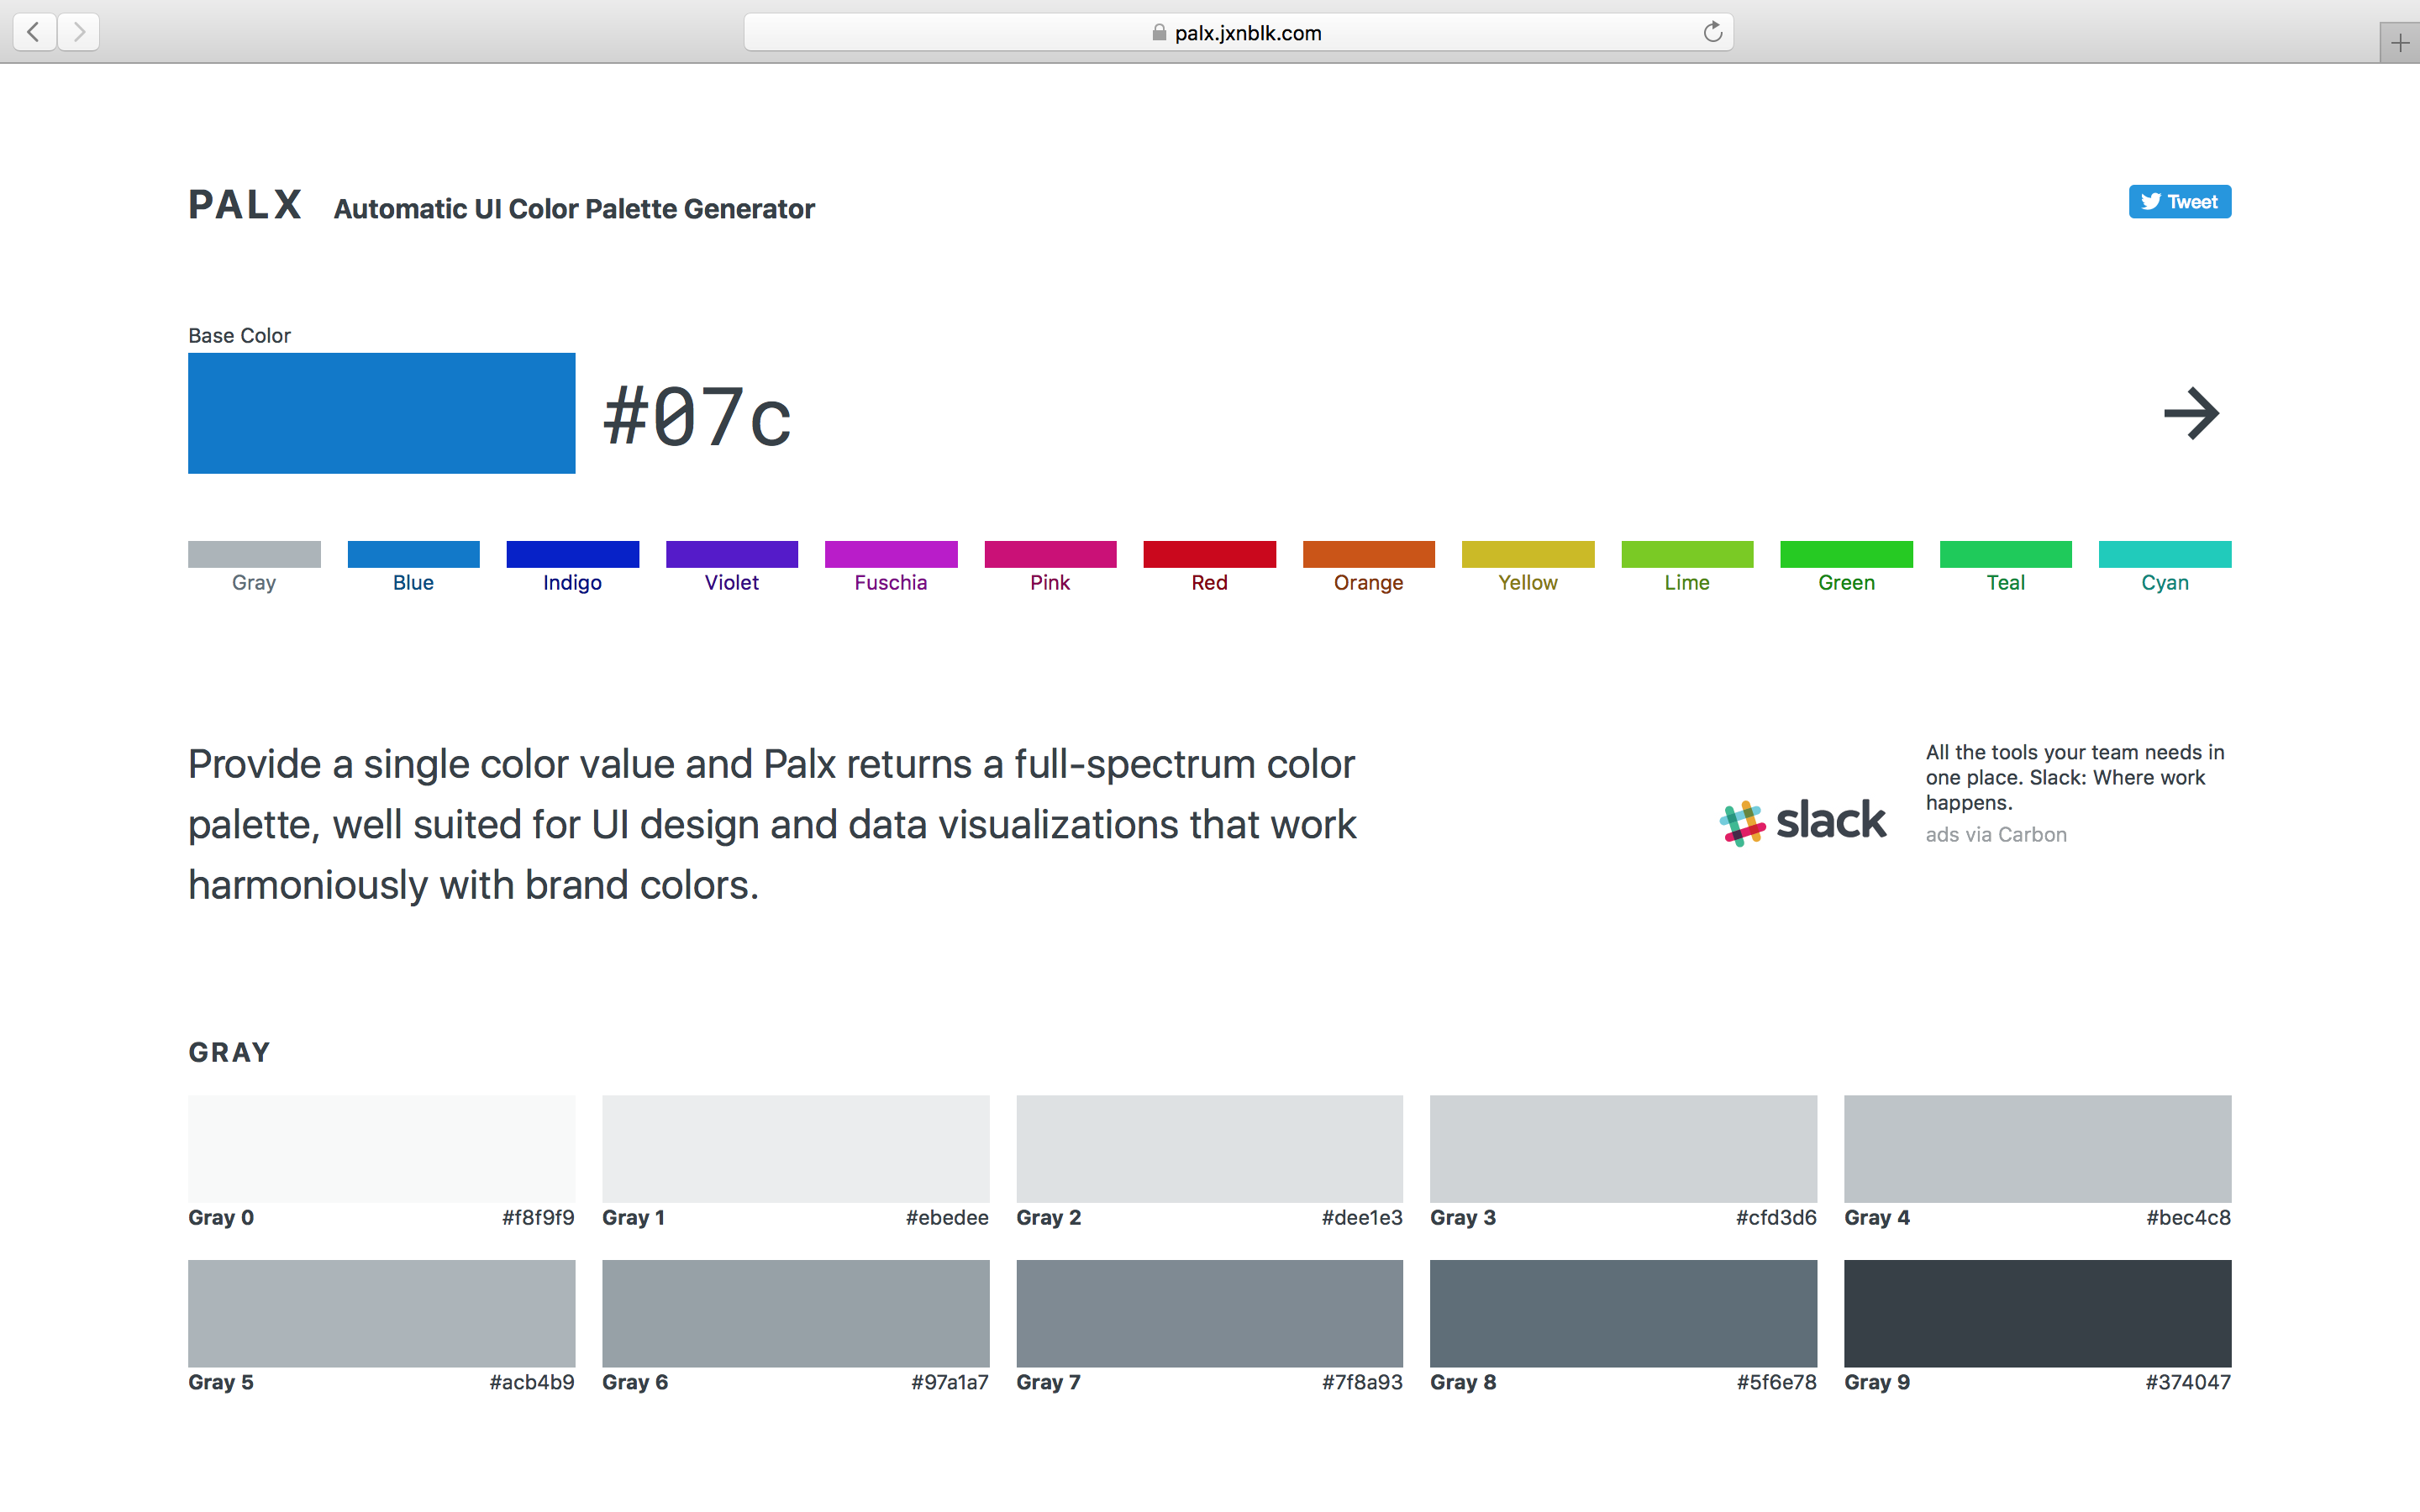 palx.jxnblk.com
PALX Automatic UI Color Palette Generator
Tweet
Base Color
#07c
Gray Blue Indigo Violet Fuschia Pink Red Orange Yellow Lime Green Teal Cyan
Provide a single color value and Palx returns a full-spectrum color
palette, well suited for UI design and data visualizations that work
harmoniously with brand colors.
slack
All the tools your team needs in
one place. Slack: Where work
happens.
ads via Carbon
GRAY
Gray 0 #f8f9f9 Gray 1 #ebedee Gray 2 #dee1e3 Gray 3 #cfd3d6 Gray 4 #bec4c8
Gray 5 #acb4b9 Gray 6 #97a1a7 Gray 7 #7f8a93 Gray 8 #5f6e78 Gray 9 #374047